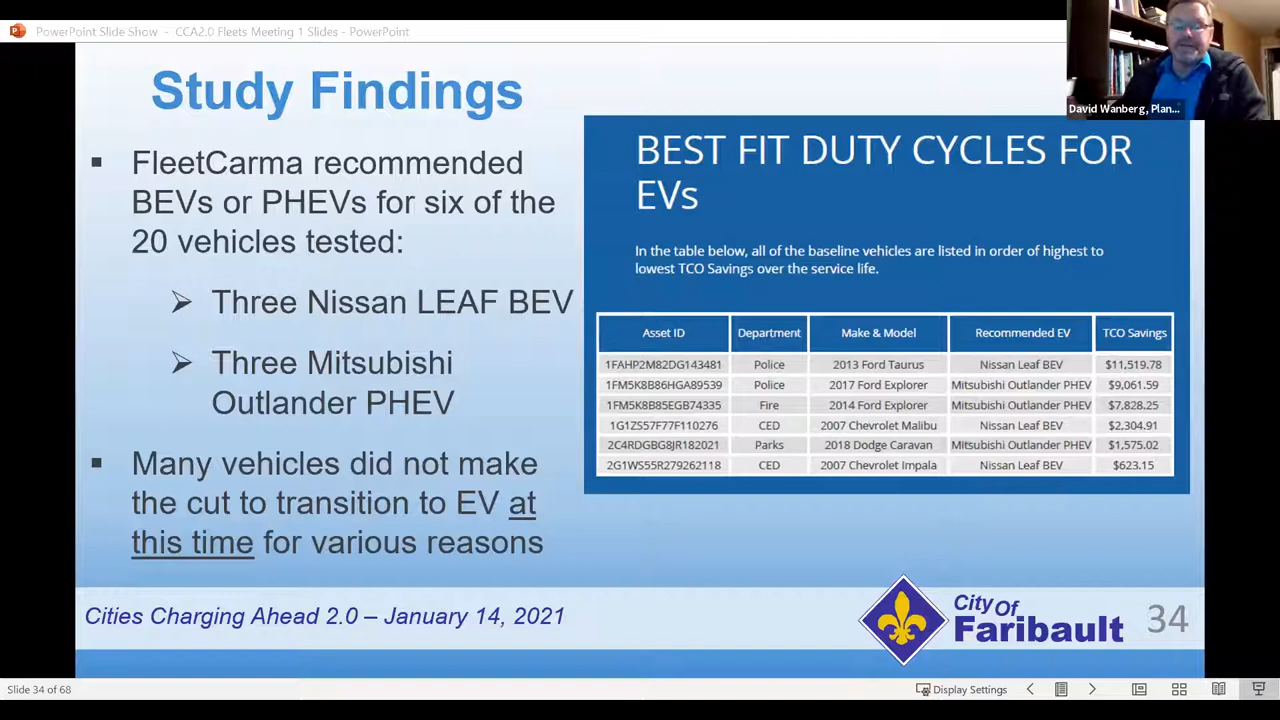 PowerPoint Slide Show - CCA2.0 Fleets Meeting 1 Slides - PowerPoint
David Wanberg, Plan...
Study Findings
▪ FleetCarma recommended
BEVs or PHEVs for six of the
20 vehicles tested:
➢ Three Nissan LEAF BEV
➢ Three Mitsubishi
Outlander PHEV
▪ Many vehicles did not make
the cut to transition to EV at
this time for various reasons
BEST FIT DUTY CYCLES FOR
EVs
In the table below, all of the baseline vehicles are listed in order of highest to
lowest TCO Savings over the service life.
Asset ID Department Make & Model Recommended EV TCO Savings
1FAHP2M82DG143481 Police 2013 Ford Taurus Nissan Leaf BEV $11,519.78
1FM5K8B86HGA89539 Police 2017 Ford Explorer Mitsubishi Outlander PHEV $9,061.59
1FM5K8B85EGB74335 Fire 2014 Ford Explorer Mitsubishi Outlander PHEV $7,828.25
1G1ZS57F77F110276 CED 2007 Chevrolet Malibu Nissan Leaf BEV $2,304.91
2C4RDGBG8JR182021 Parks 2018 Dodge Caravan Mitsubishi Outlander PHEV $1,575.02
2G1WS55R279262118 CED 2007 Chevrolet Impala Nissan Leaf BEV $623.15
Cities Charging Ahead 2.0 – January 14, 2021
City Of
Faribault
34
Slide 34 of 68
Display Settings